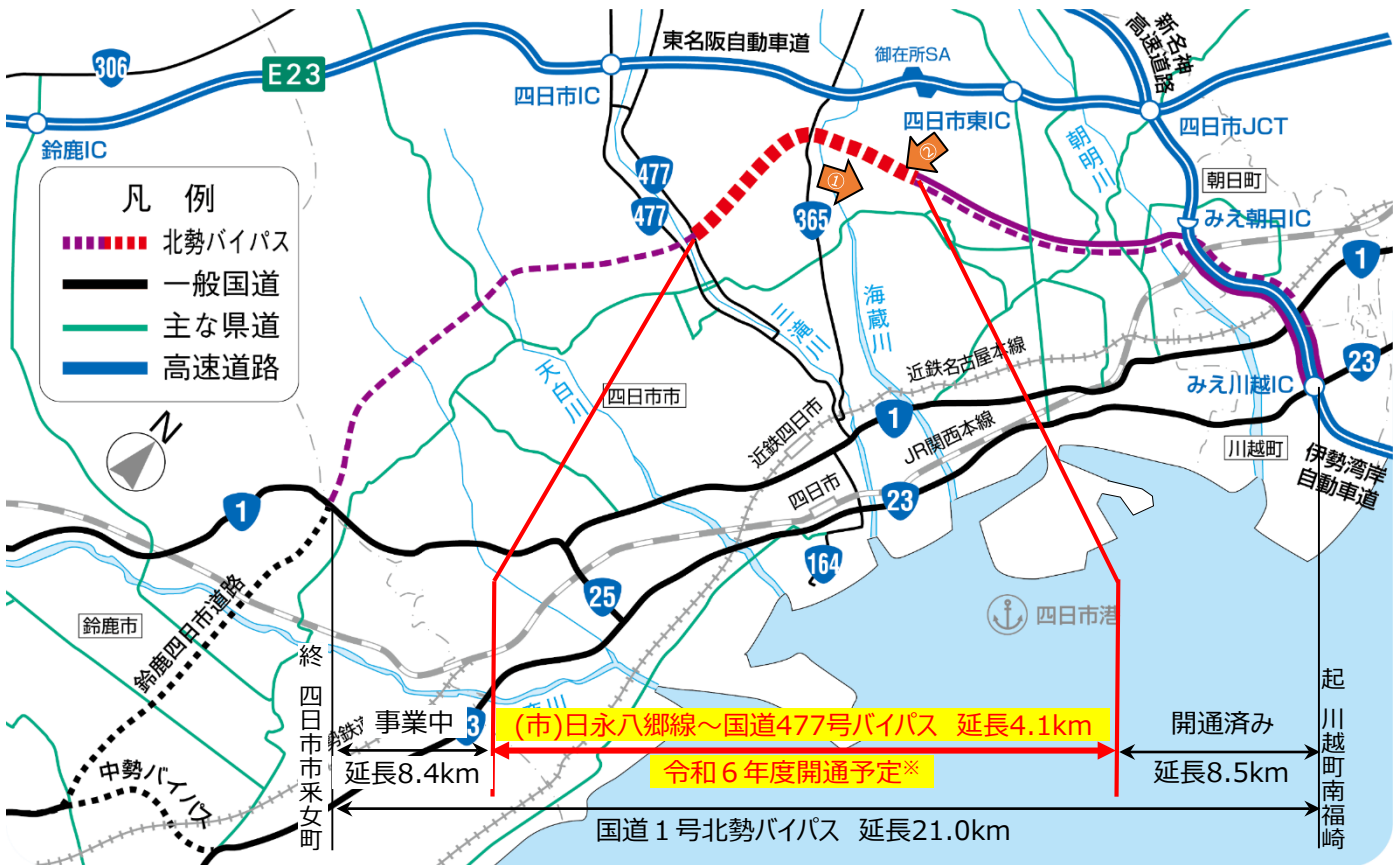 306
E23
東名阪自動車道
御在所SA
新名神
高速道路
四日市IC
四日市東IC
四日市JCT
鈴鹿IC
朝明川
朝日町
みえ朝日IC
①
②
477
477
365
1
凡 例
北勢バイパス
一般国道
主な県道
高速道路
N
三滝川
海蔵川
近鉄名古屋本線
天白川
四日市市
近鉄四日市
1
JR関西本線
みえ川越IC
23
川越町
伊勢湾岸
自動車道
四日市
23
1
164
25
四日市港
鈴鹿市
鈴鹿四日市道路
中勢バイパス
3
終 四日市市釆女町
起 川越町南福崎
事業中
延長8.4km
(市)日永八郷線~国道477号バイパス 延長4.1km
令和6年度開通予定※
開通済み
延長8.5km
国道1号北勢バイパス 延長21.0km